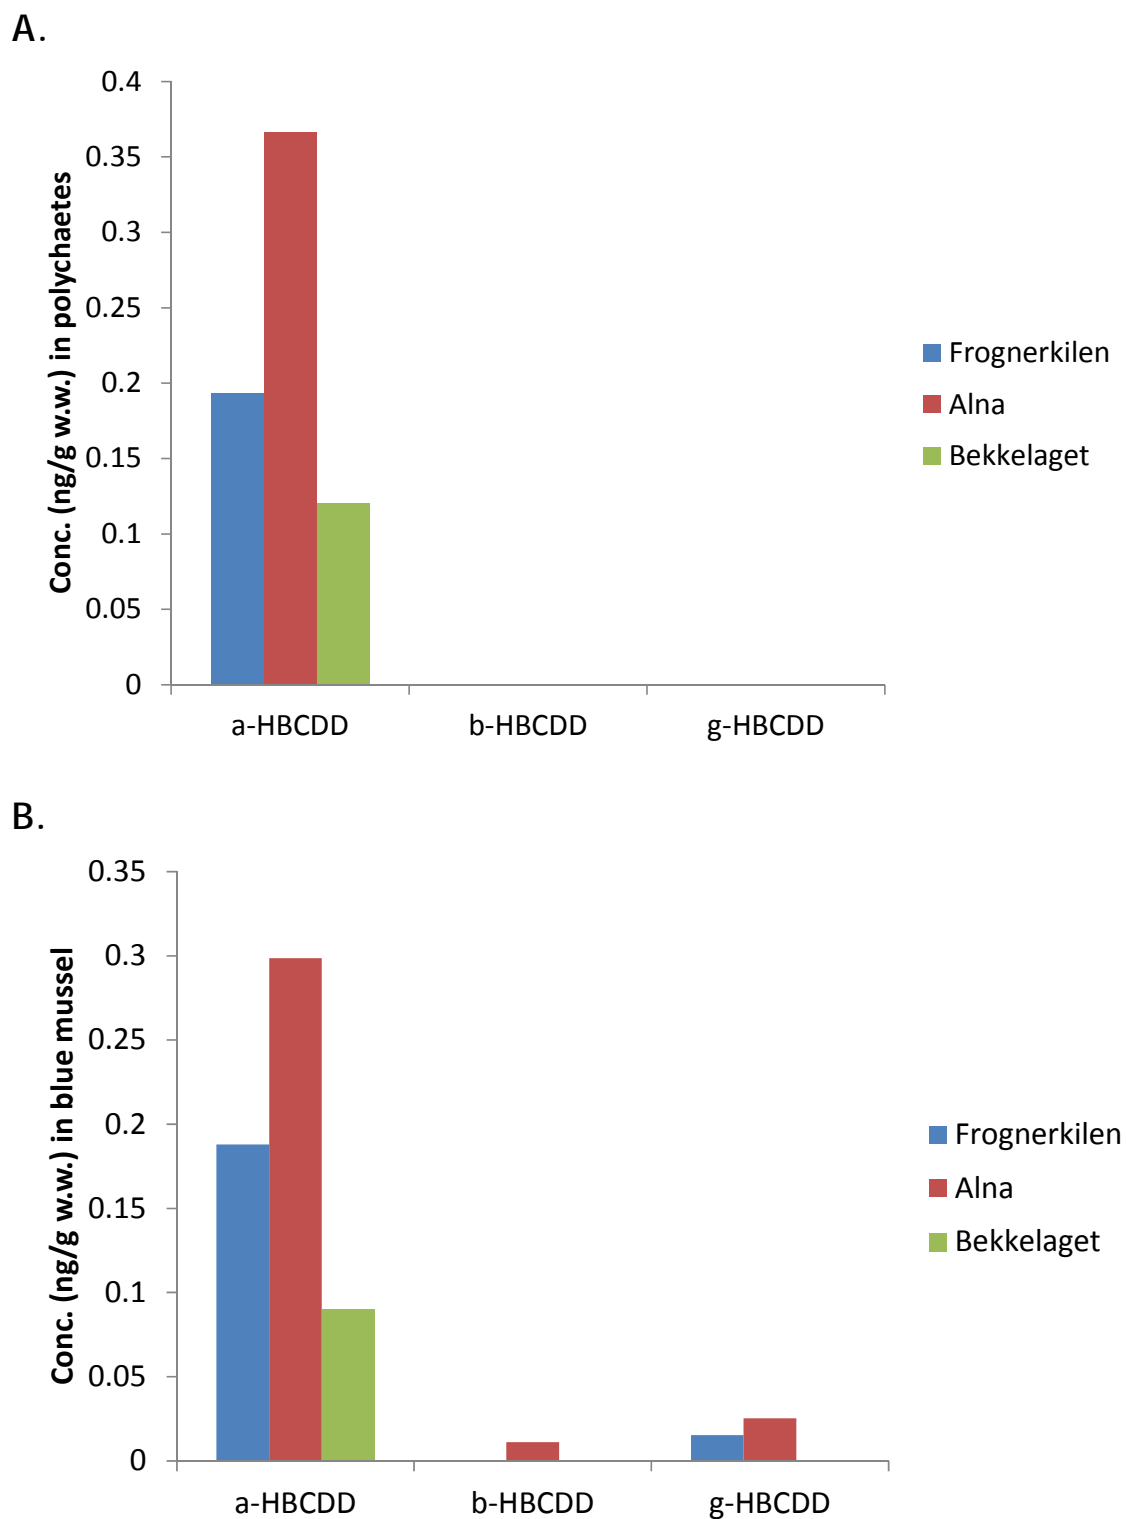 A.
Conc. (ng/g w.w.) in polychaetes
0.4
0.35
0.3
0.25
0.2
0.15
0.1
0.05
0
a-HBCDD b-HBCDD g-HBCDD
Frognerkilen
Alna
Bekkelaget
B.
Conc. (ng/g w.w.) in blue mussel
0.35
0.3
0.25
0.2
0.15
0.1
0.05
0
a-HBCDD b-HBCDD g-HBCDD
Frognerkilen
Alna
Bekkelaget